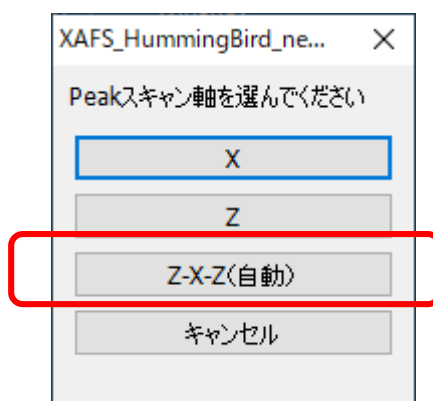 XAFS_HummingBird_ne...
Peakスキャン軸を選んでください
X
Z
Z-X-Z(自動)
キャンセル